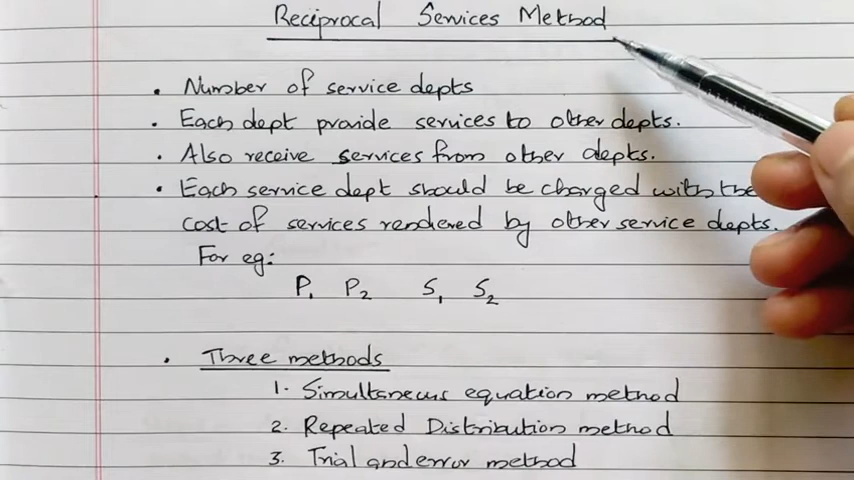 Reciprocal Services Method
• Number of service depts
• Each dept provide services to other depts.
• Also receive services from other depts.
• Each service dept should be charged with the
cost of services rendered by other service depts.
For eg:
P₁ P₂ S₁ S₂
• Three methods
1. Simultaneous equation method
2. Repeated Distribution method
3. Trial and error method